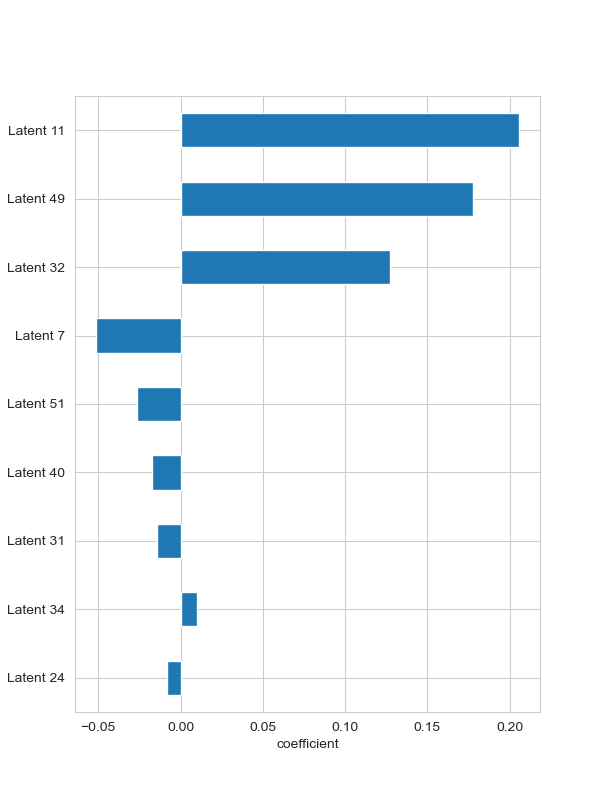 Latent 11
Latent 49
Latent 32
Latent 7
Latent 51
Latent 40
Latent 31
Latent 34
Latent 24
−0.05 0.00 0.05 0.10 0.15 0.20
coefficient